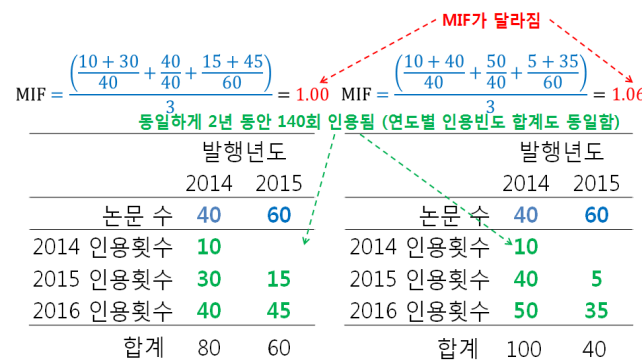 MIF가 달라짐
MIF = ((10 + 30)/40 + 40/40 + (15 + 45)/60)/3 = 1.00
MIF = ((10 + 40)/40 + 50/40 + (5 + 35)/60)/3 = 1.06
동일하게 2년 동안 140회 인용됨 (연도별 인용빈도 합계도 동일함)
발행년도
2014 2015
논문 수 40 60
2014 인용횟수 10
2015 인용횟수 30 15
2016 인용횟수 40 45
합계 80 60
발행년도
2014 2015
논문 수 40 60
2014 인용횟수 10
2015 인용횟수 40 5
2016 인용횟수 50 35
합계 100 40